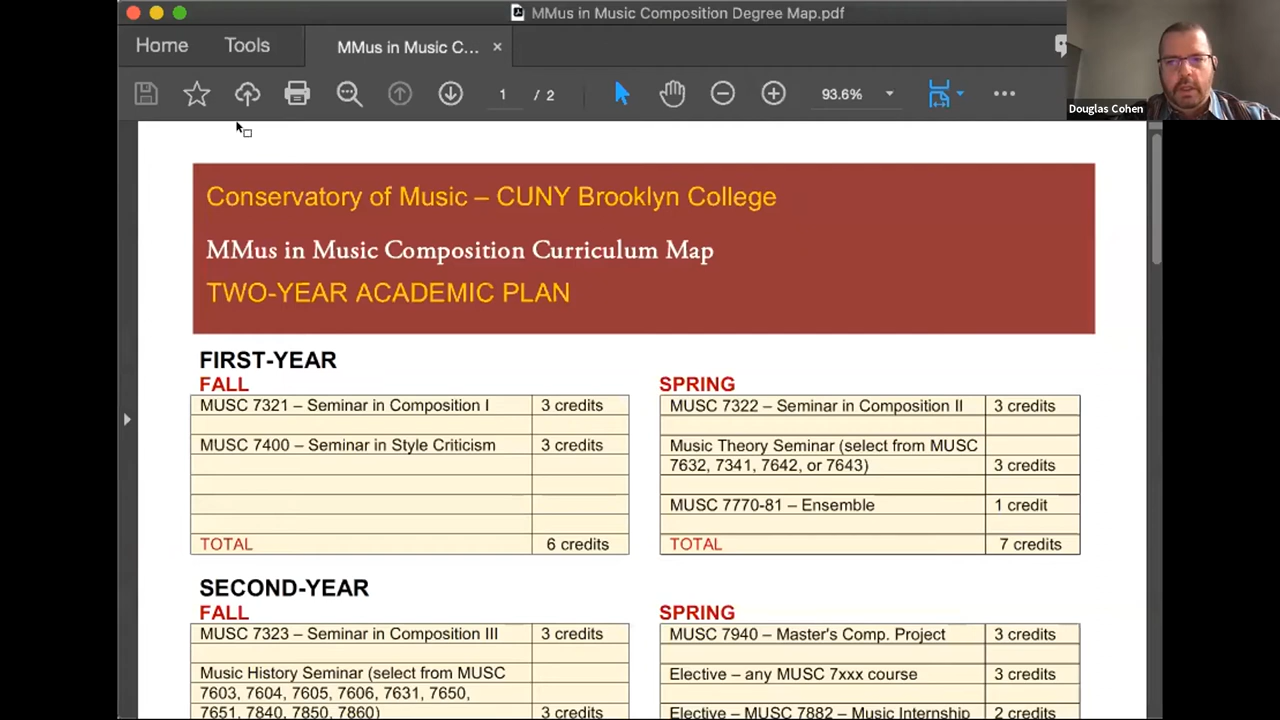 MMus in Music Composition Degree Map.pdf
Home
Tools
MMus in Music C... ×
1 / 2
93.6%
Douglas Cohen
Conservatory of Music – CUNY Brooklyn College
MMus in Music Composition Curriculum Map
TWO-YEAR ACADEMIC PLAN
FIRST-YEAR
FALL
MUSC 7321 – Seminar in Composition I 3 credits
MUSC 7400 – Seminar in Style Criticism 3 credits
TOTAL 6 credits
SPRING
MUSC 7322 – Seminar in Composition II 3 credits
Music Theory Seminar (select from MUSC
7632, 7341, 7642, or 7643) 3 credits
MUSC 7770-81 – Ensemble 1 credit
TOTAL 7 credits
SECOND-YEAR
FALL
MUSC 7323 – Seminar in Composition III 3 credits
Music History Seminar (select from MUSC
7603, 7604, 7605, 7606, 7631, 7650,
7651, 7840, 7850, 7860) 3 credits
SPRING
MUSC 7940 – Master's Comp. Project 3 credits
Elective – any MUSC 7xxx course 3 credits
Elective – MUSC 7882 – Music Internship 2 credits